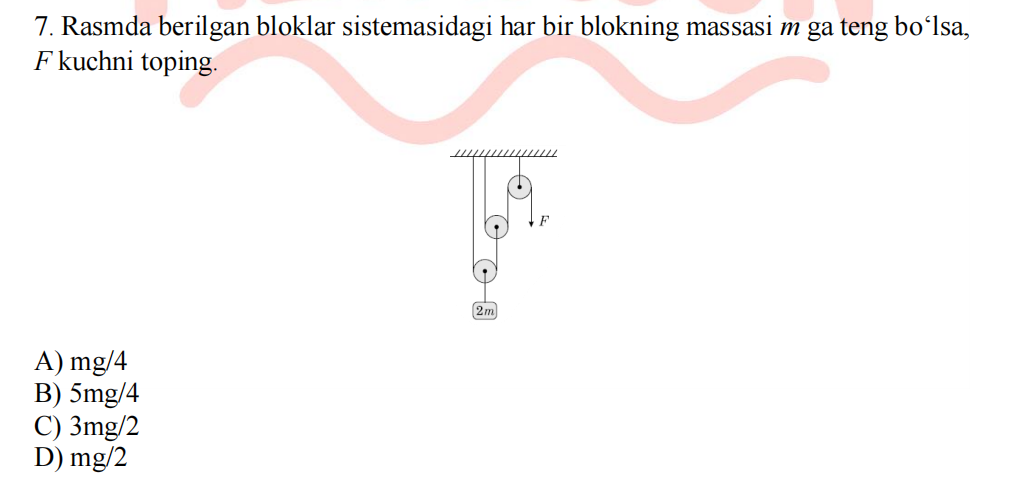 7. Rasmda berilgan bloklar sistemasidagi har bir blokning massasi m ga teng bo‘lsa,
F kuchni toping.
F
2m
A) mg/4
B) 5mg/4
C) 3mg/2
D) mg/2